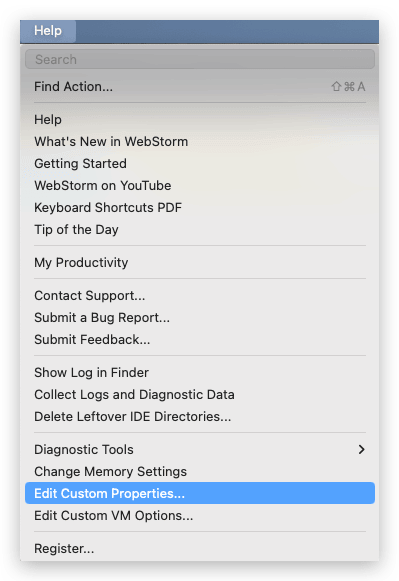 Help
Search
Find Action...
⇧⌘A
Help
What's New in WebStorm
Getting Started
WebStorm on YouTube
Keyboard Shortcuts PDF
Tip of the Day
My Productivity
Contact Support...
Submit a Bug Report...
Submit Feedback...
Show Log in Finder
Collect Logs and Diagnostic Data
Delete Leftover IDE Directories...
Diagnostic Tools
Change Memory Settings
Edit Custom Properties...
Edit Custom VM Options...
Register...